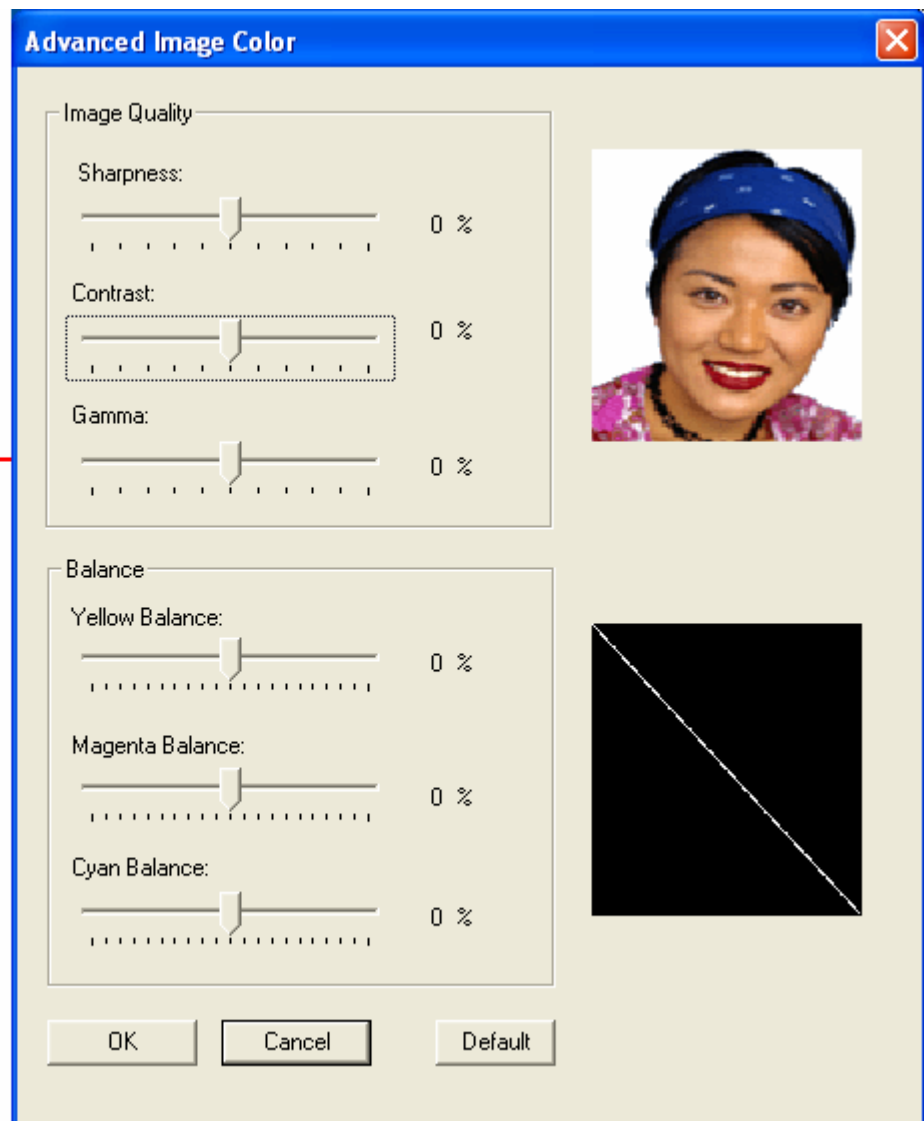 Advanced Image Color
Image Quality
Sharpness:
0 %
Contrast:
0 %
Gamma:
0 %
Balance
Yellow Balance:
0 %
Magenta Balance:
0 %
Cyan Balance:
0 %
OK Cancel Default